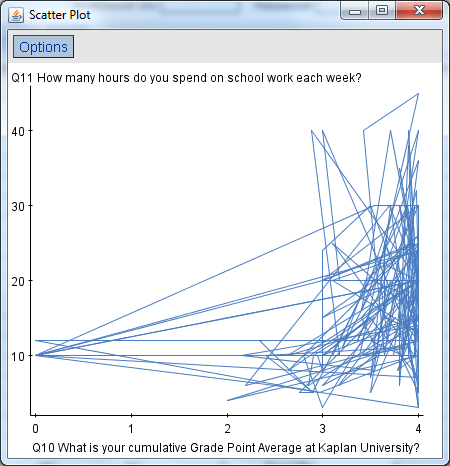 Scatter Plot
Options
Q11 How many hours do you spend on school work each week?
40
30
20
10
0 1 2 3 4
Q10 What is your cumulative Grade Point Average at Kaplan University?